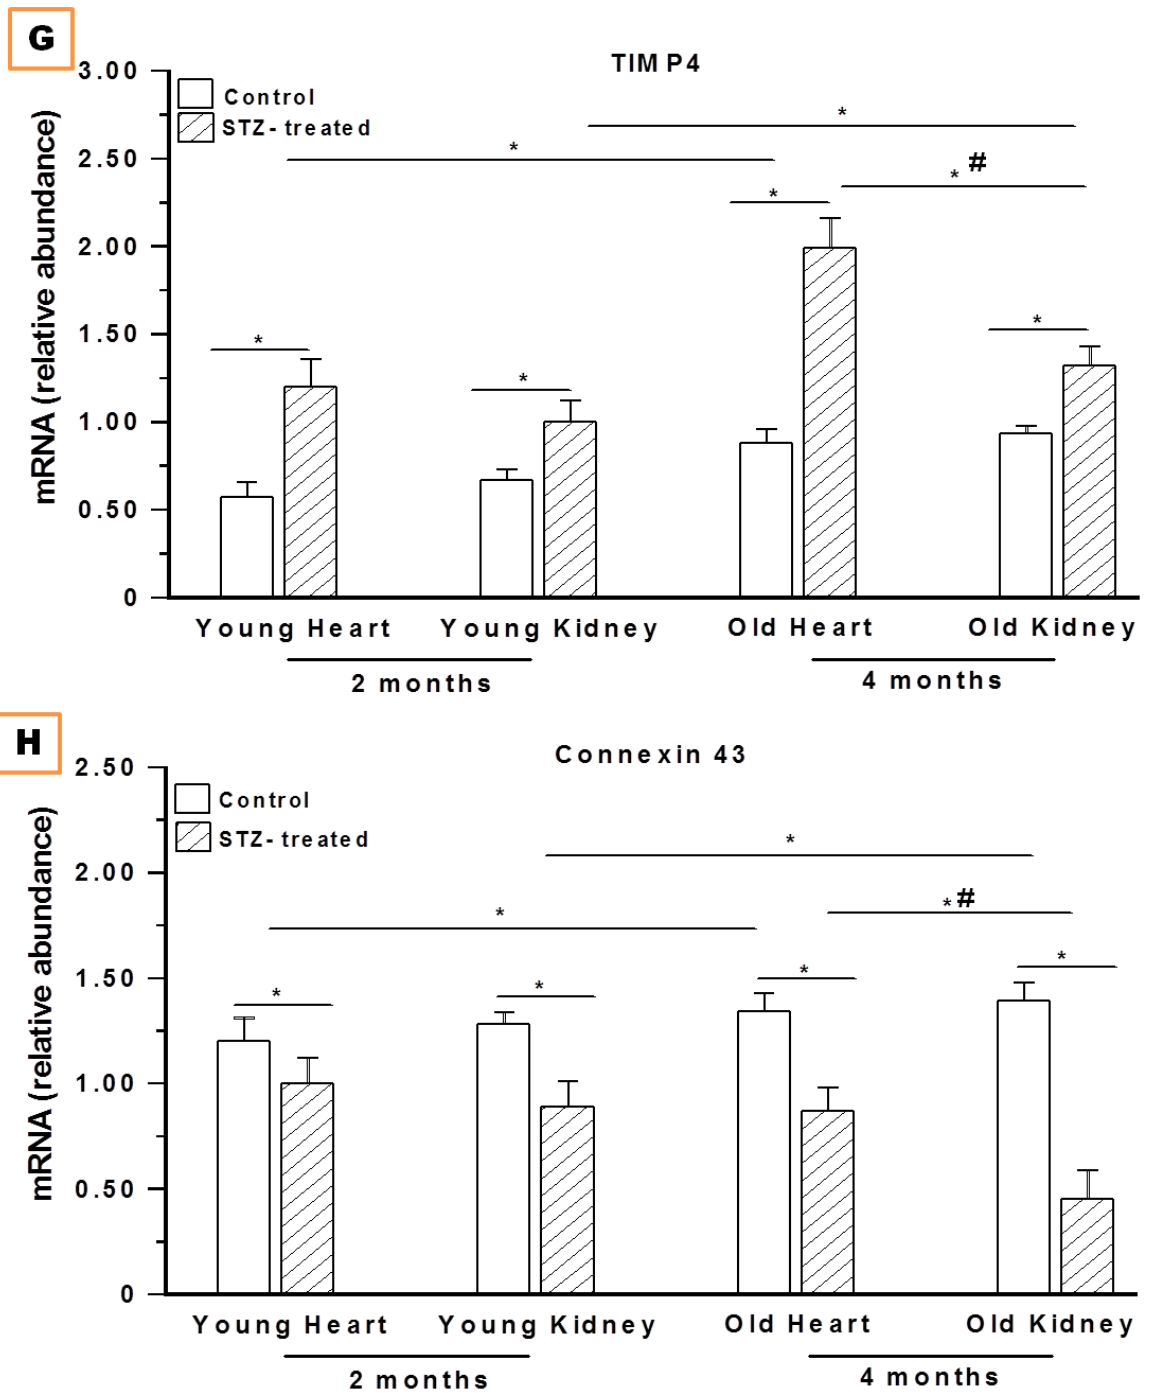 G
TIMP4
3.00
2.50
2.00
1.50
1.00
0.50
0
mRNA (relative abundance)
Control
STZ-treated
*
*
* #
*
*
*
*
Young Heart Young Kidney Old Heart Old Kidney
2 months 4 months
H
Connexin 43
2.50
2.00
1.50
1.00
0.50
0
mRNA (relative abundance)
Control
STZ-treated
*
* #
*
*
*
*
*
Young Heart Young Kidney Old Heart Old Kidney
2 months 4 months